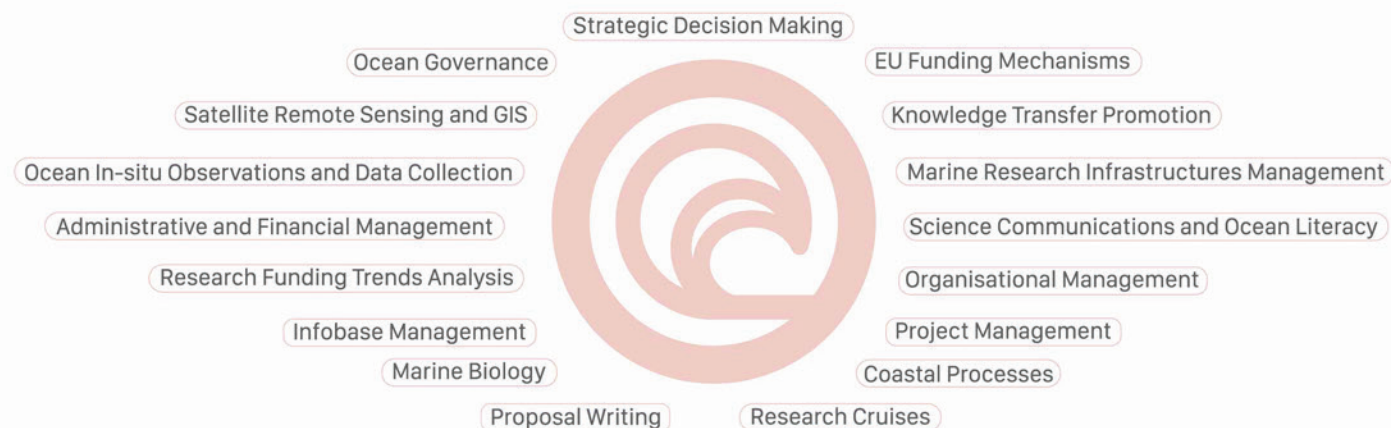 Strategic Decision Making
Ocean Governance
EU Funding Mechanisms
Satellite Remote Sensing and GIS
Knowledge Transfer Promotion
Ocean In-situ Observations and Data Collection
Marine Research Infrastructures Management
Administrative and Financial Management
Science Communications and Ocean Literacy
Research Funding Trends Analysis
Organisational Management
Infobase Management
Project Management
Marine Biology
Coastal Processes
Proposal Writing
Research Cruises